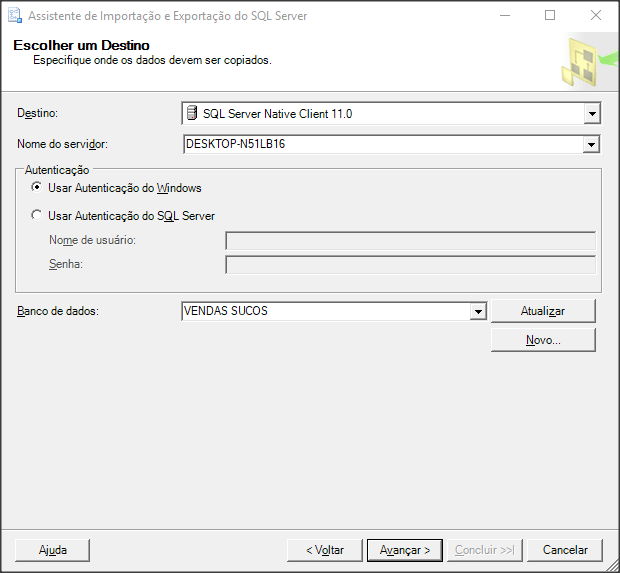 Assistente de Importação e Exportação do SQL Server
Escolher um Destino
Especifique onde os dados devem ser copiados.
Destino:
SQL Server Native Client 11.0
Nome do servidor:
DESKTOP-N51LB16
Autenticação
Usar Autenticação do Windows
Usar Autenticação do SQL Server
Nome de usuário:
Senha:
Banco de dados:
VENDAS SUCOS
Atualizar
Novo...
Ajuda
< Voltar
Avançar >
Concluir >>|
Cancelar